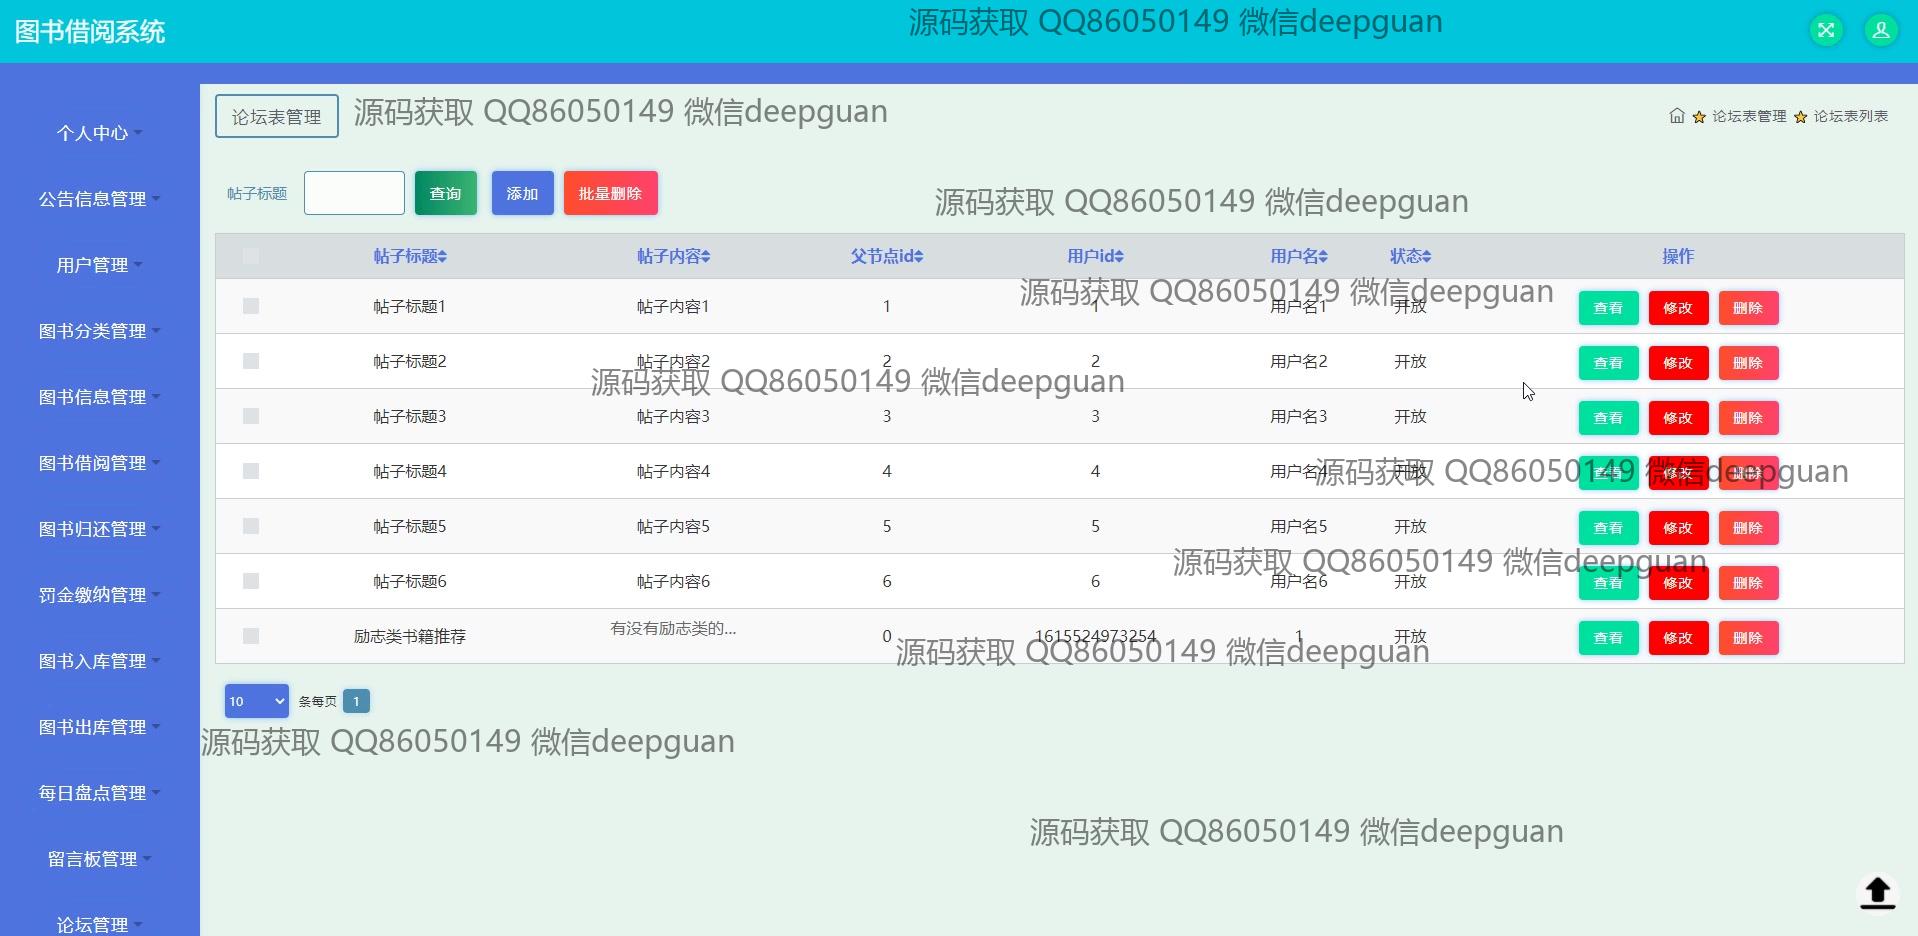 图书借阅系统
源码获取 QQ86050149 微信deepguan
论坛表管理
源码获取 QQ86050149 微信deepguan
论坛表管理 论坛表列表
个人中心
公告信息管理
用户管理
图书分类管理
图书信息管理
图书借阅管理
图书归还管理
罚金缴纳管理
图书入库管理
图书出库管理
每日盘点管理
留言板管理
论坛管理
帖子标题 查询 添加 批量删除
源码获取 QQ86050149 微信deepguan
帖子标题 帖子内容 父节点id 用户id 用户名 状态 操作
源码获取 QQ86050149 微信deepguan
帖子标题1 帖子内容1 1 1 用户名1 开放 查看 修改 删除
帖子标题2 帖子内容2 2 2 用户名2 开放 查看 修改 删除
源码获取 QQ86050149 微信deepguan
帖子标题3 帖子内容3 3 3 用户名3 开放 查看 修改 删除
帖子标题4 帖子内容4 4 4 用户名4 开放 查看 修改 删除
源码获取 QQ86050149 微信deepguan
帖子标题5 帖子内容5 5 5 用户名5 开放 查看 修改 删除
源码获取 QQ86050149 微信deepguan
帖子标题6 帖子内容6 6 6 用户名6 开放 查看 修改 删除
励志类书籍推荐 有没有励志类的... 0 1615524973254 1 开放 查看 修改 删除
源码获取 QQ86050149 微信deepguan
10 条每页 1
源码获取 QQ86050149 微信deepguan
源码获取 QQ86050149 微信deepguan